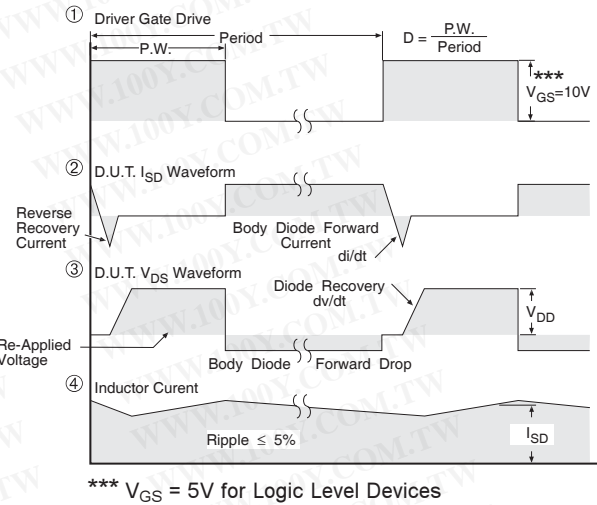 ① Driver Gate Drive
P.W.
Period
D = P.W. / Period
***
VGS=10V
② D.U.T. ISD Waveform
Reverse
Recovery
Current
Body Diode Forward
Current
di/dt
③ D.U.T. VDS Waveform
Diode Recovery
dv/dt
VDD
Re-Applied
Voltage
Body Diode Forward Drop
④ Inductor Curent
Ripple ≤ 5%
ISD
*** VGS = 5V for Logic Level Devices
WWW.100Y.COM.TW